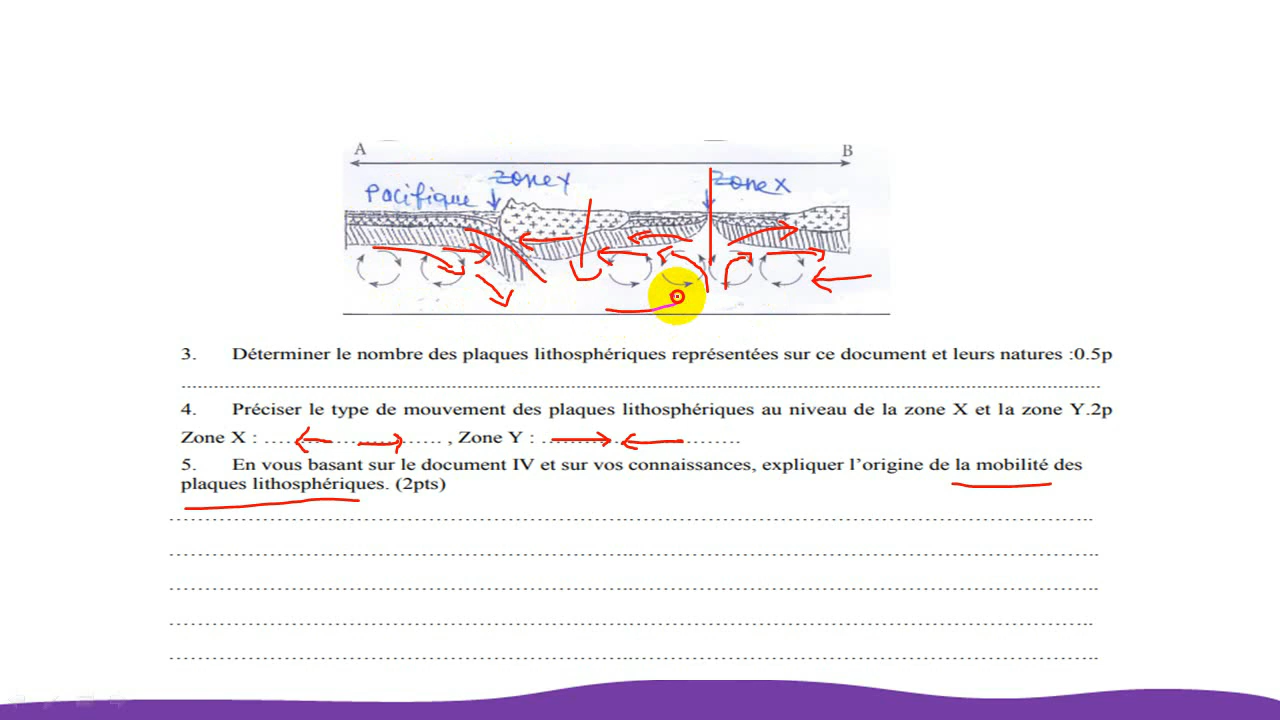 A B
zone Y zone X
Pacifique
3. Déterminer le nombre des plaques lithosphériques représentées sur ce document et leurs natures :0.5p
4. Préciser le type de mouvement des plaques lithosphériques au niveau de la zone X et la zone Y.2p
Zone X : .................................. , Zone Y : ......................................
5. En vous basant sur le document IV et sur vos connaissances, expliquer l’origine de la mobilité des
plaques lithosphériques. (2pts)